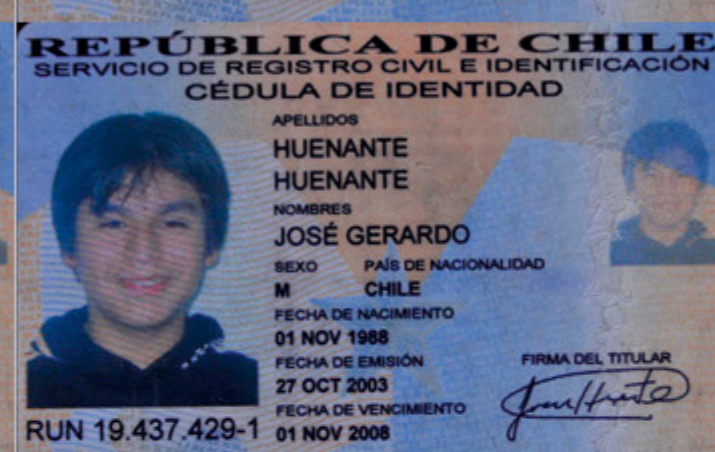 REPÚBLICA DE CHILE
SERVICIO DE REGISTRO CIVIL E IDENTIFICACIÓN
CÉDULA DE IDENTIDAD
APELLIDOS
HUENANTE
HUENANTE
NOMBRES
JOSÉ GERARDO
SEXO PAÍS DE NACIONALIDAD
M CHILE
FECHA DE NACIMIENTO
01 NOV 1988
FECHA DE EMISIÓN FIRMA DEL TITULAR
27 OCT 2003
FECHA DE VENCIMIENTO
RUN 19.437.429-1 01 NOV 2008